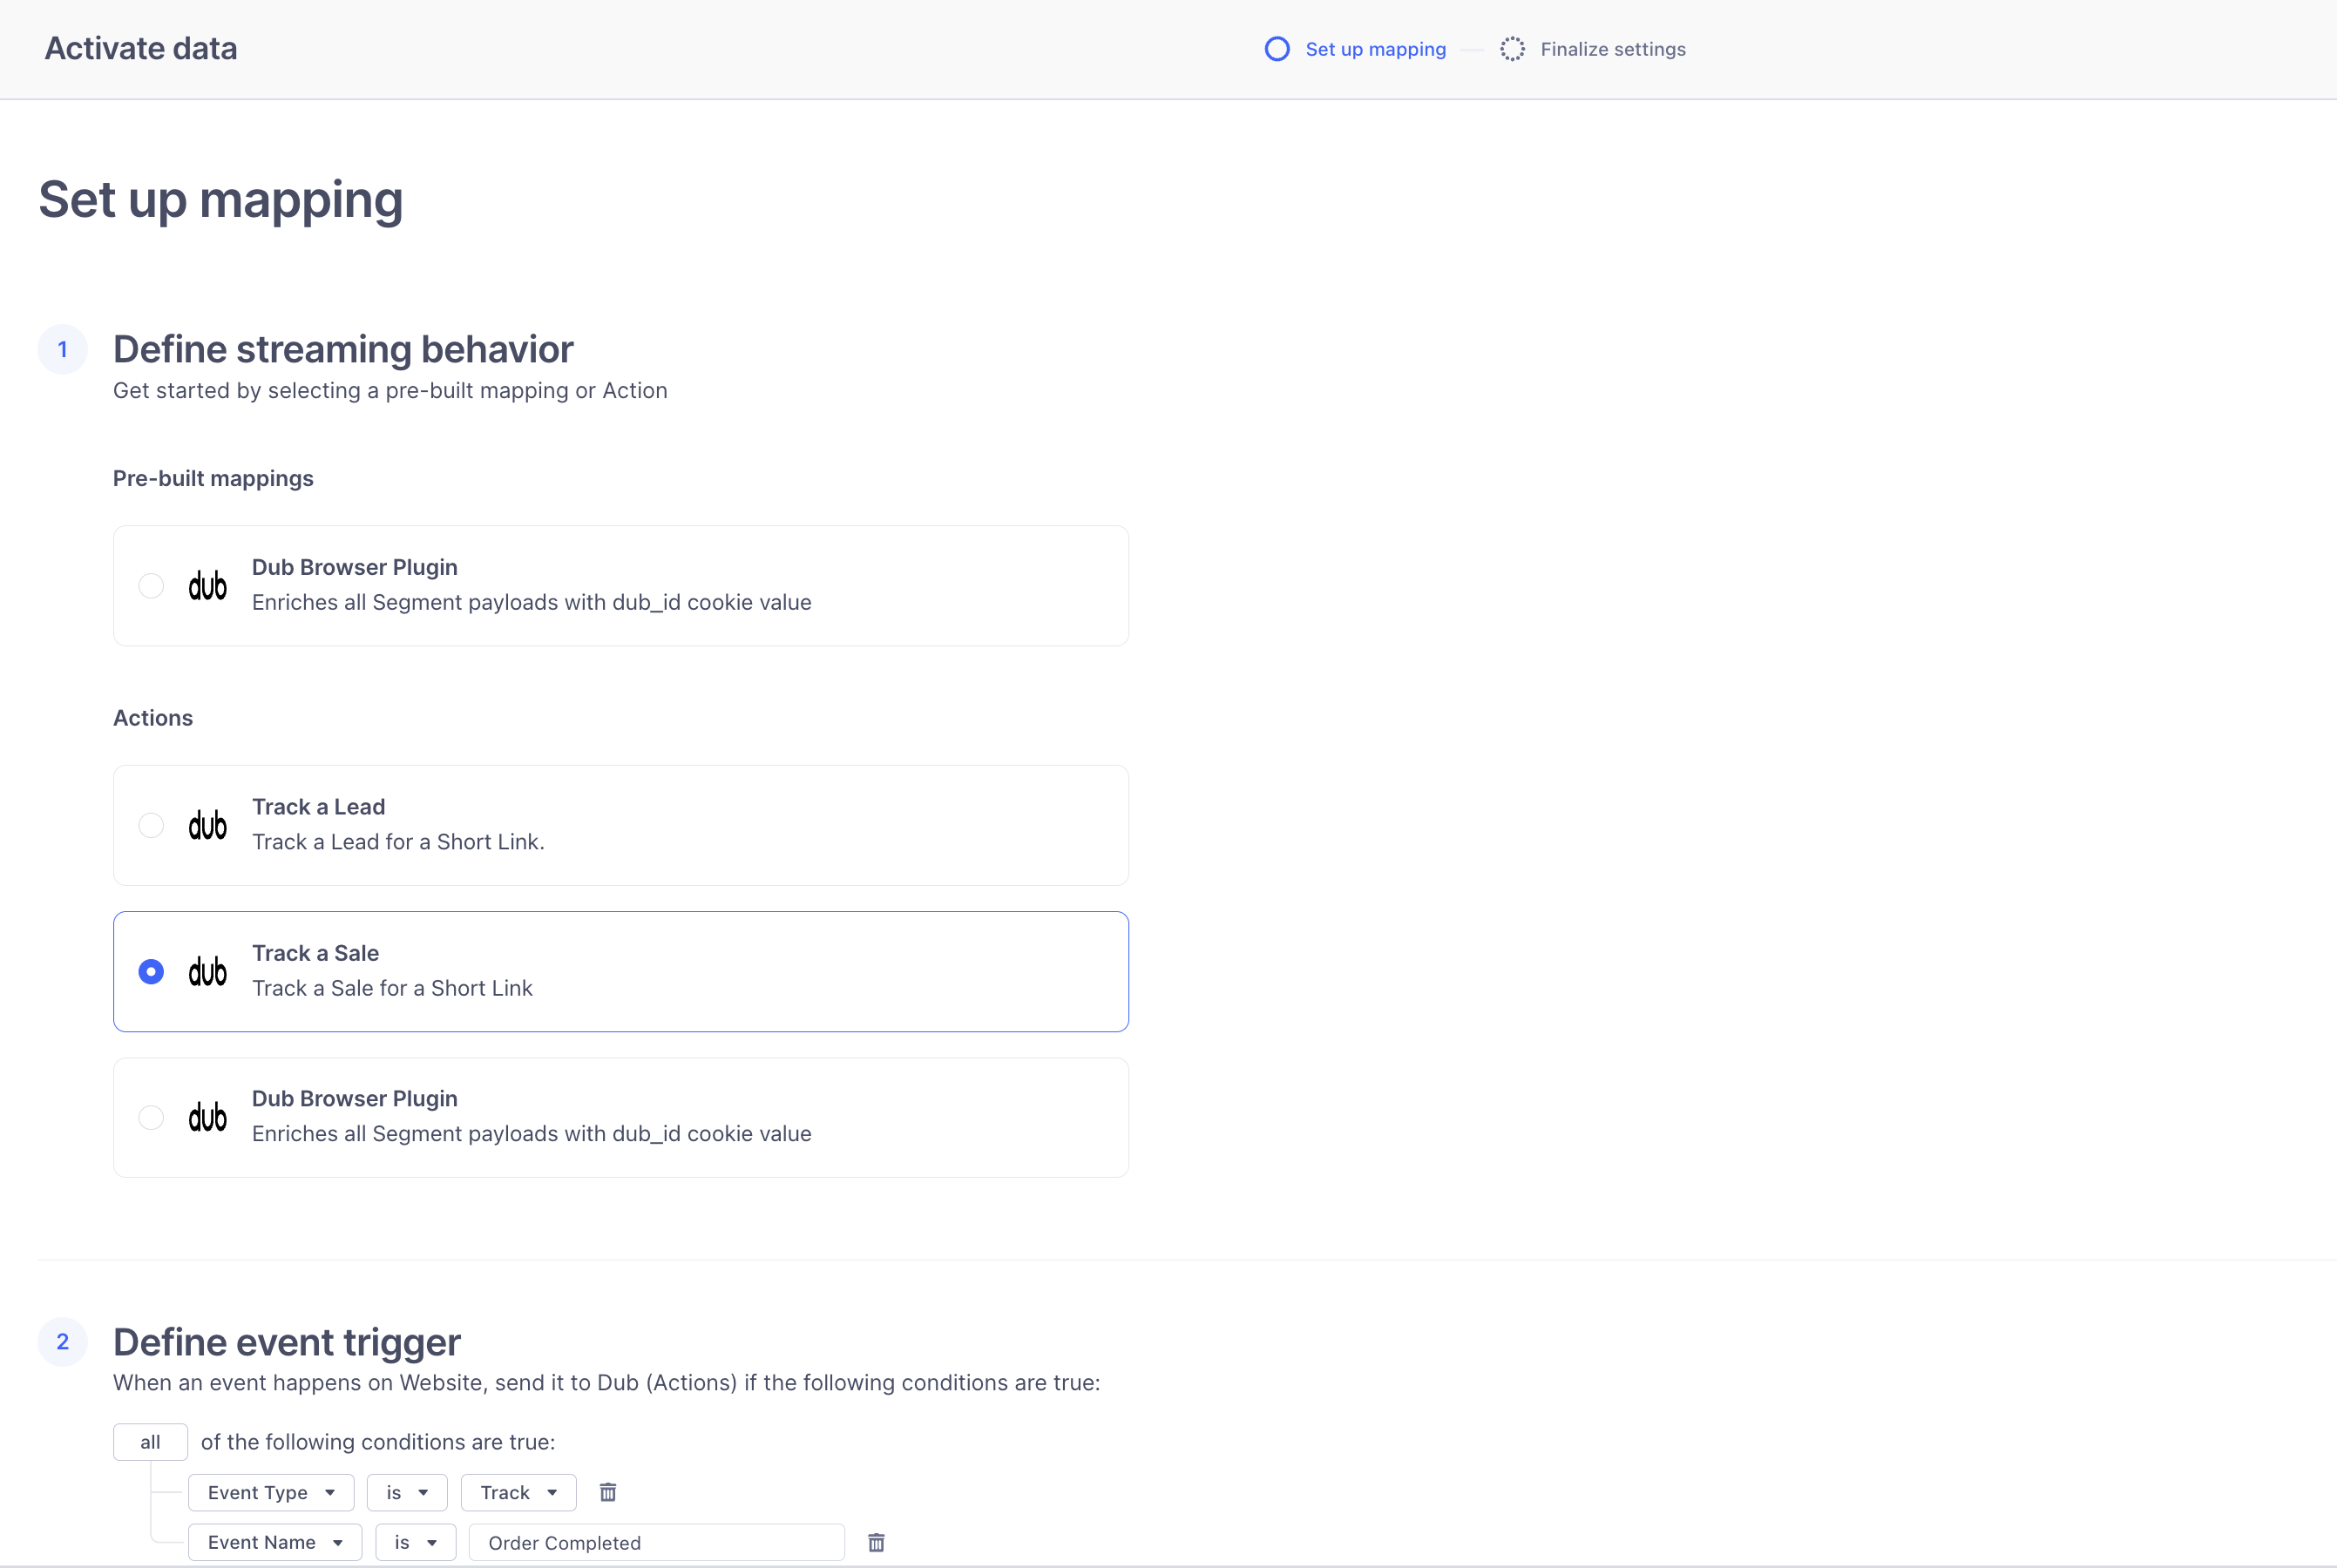 Activate data
Set up mapping
Finalize settings
Set up mapping
1
Define streaming behavior
Get started by selecting a pre-built mapping or Action
Pre-built mappings
dub
Dub Browser Plugin
Enriches all Segment payloads with dub_id cookie value
Actions
dub
Track a Lead
Track a Lead for a Short Link.
dub
Track a Sale
Track a Sale for a Short Link
dub
Dub Browser Plugin
Enriches all Segment payloads with dub_id cookie value
2
Define event trigger
When an event happens on Website, send it to Dub (Actions) if the following conditions are true:
all of the following conditions are true:
Event Type is Track
Event Name is Order Completed